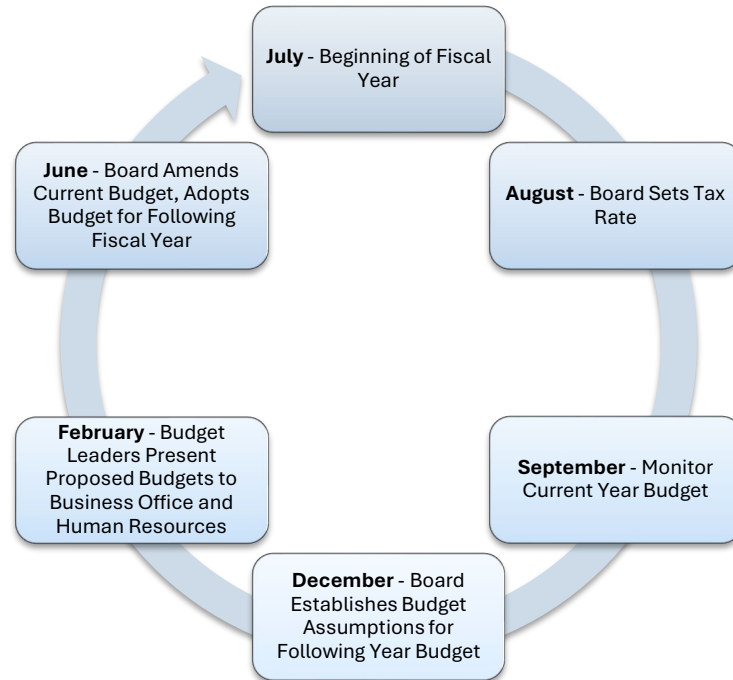 July - Beginning of Fiscal
Year
August - Board Sets Tax
Rate
September - Monitor
Current Year Budget
December - Board
Establishes Budget
Assumptions for
Following Year Budget
February - Budget
Leaders Present
Proposed Budgets to
Business Office and
Human Resources
June - Board Amends
Current Budget, Adopts
Budget for Following
Fiscal Year